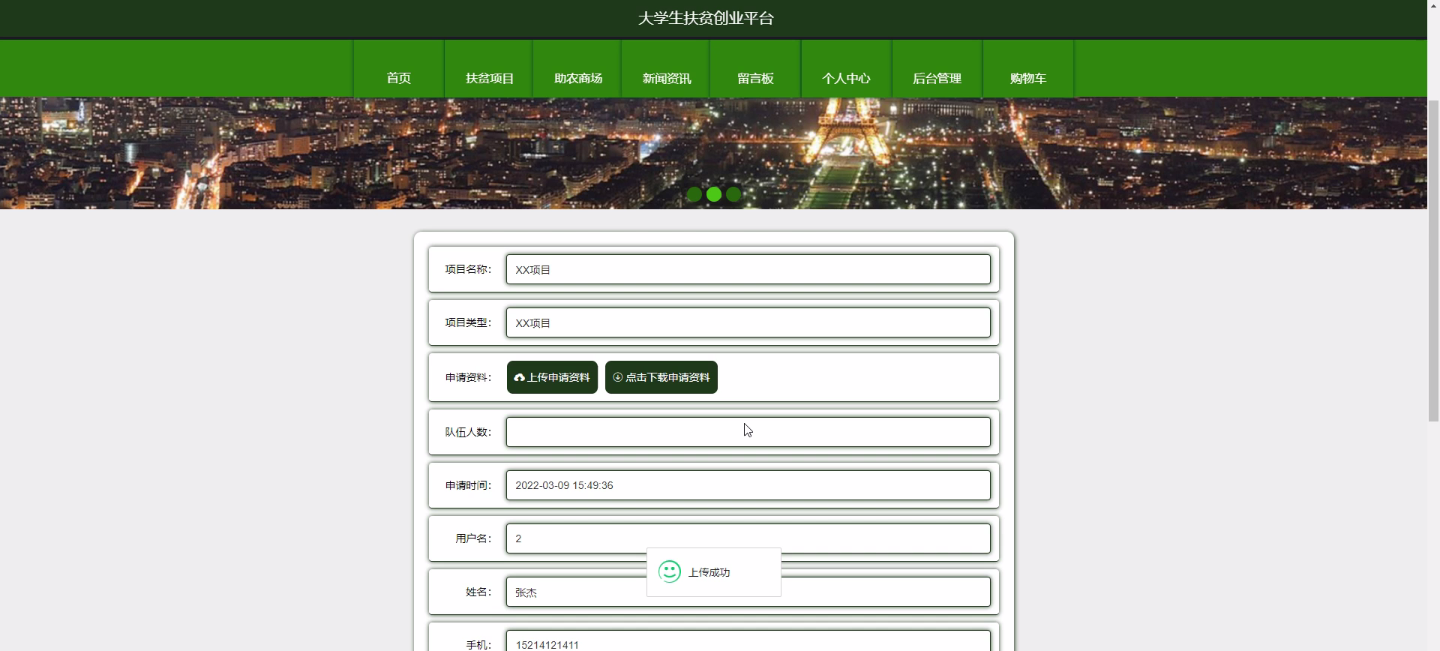 大学生扶贫创业平台
首页 扶贫项目 助农商场 新闻资讯 留言板 个人中心 后台管理 购物车
项目名称： XX项目
项目类型： XX项目
申请资料： 上传申请资料 点击下载申请资料
队伍人数：
申请时间： 2022-03-09 15:49:36
用户名： 2
上传成功
姓名： 张杰
手机： 15214121411